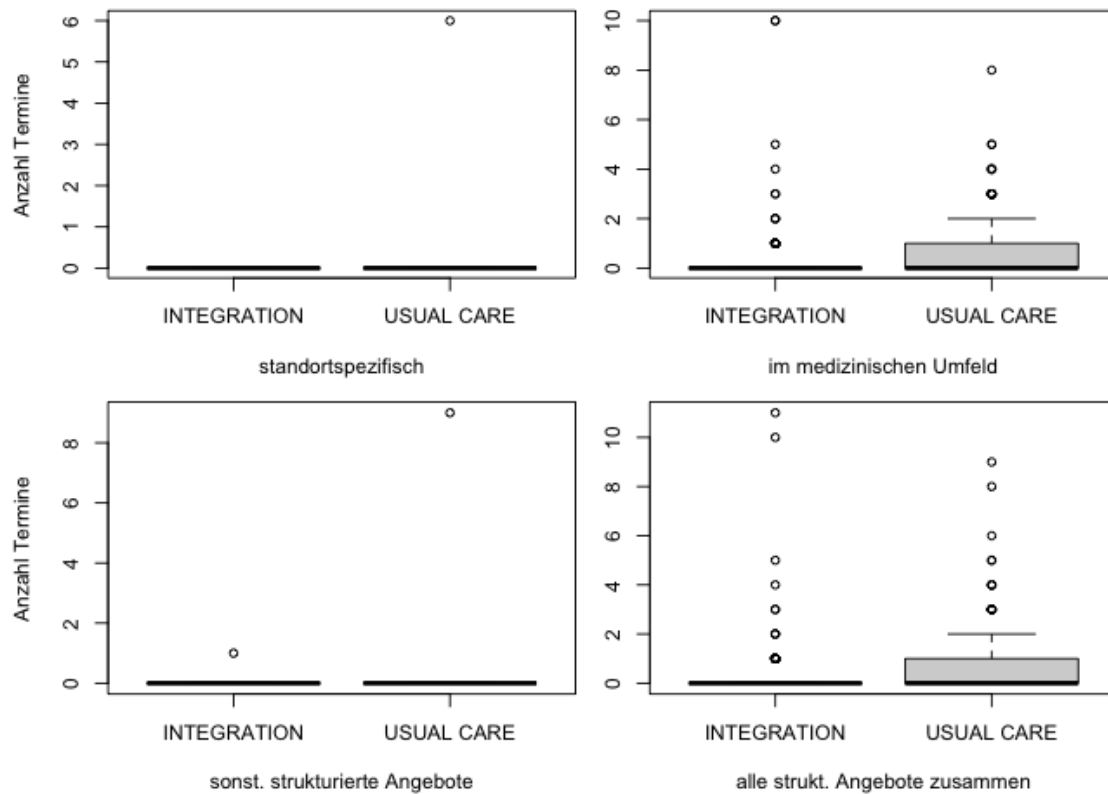 Anzahl Termine
6
5
4
3
2
1
0
INTEGRATION
USUAL CARE
standortspezifisch
10
8
6
4
2
0
INTEGRATION
USUAL CARE
im medizinischen Umfeld
Anzahl Termine
8
6
4
2
0
INTEGRATION
USUAL CARE
sonst. strukturierte Angebote
10
8
6
4
2
0
INTEGRATION
USUAL CARE
alle strukt. Angebote zusammen